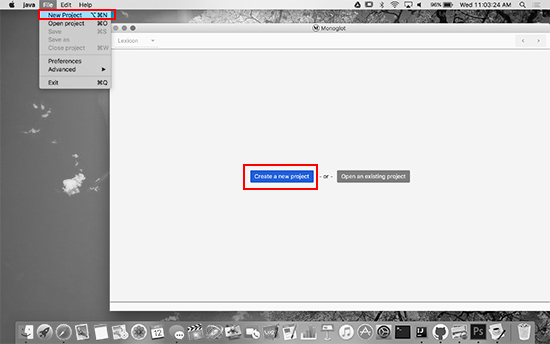 java File Edit Help 96% Wed 11:03:24 AM
New Project ⌥⌘N
Open project ⌘O
Save ⌘S
Save as
Close project ⌘W
Preferences
Advanced
Exit ⌘Q
Monoglot
Lexicon
Create a new project - or - Open an existing project
12
Ps